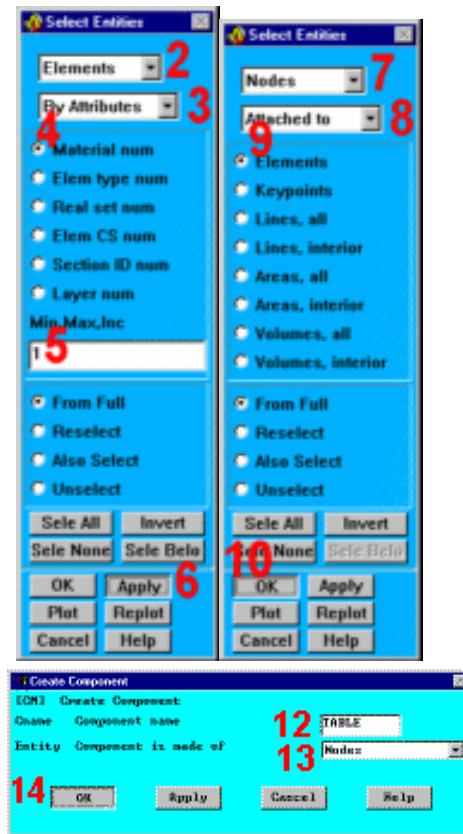 Select Entities
Elements 2
By Attributes 3
4
Material num
Elem type num
Real set num
Elem CS num
Section ID num
Layer num
Min,Max,Inc
1 5
From Full
Reselect
Also Select
Unselect
Sele All Invert
Sele None Sele Belo
OK Apply 6
Plot Replot
Cancel Help
Select Entities
Nodes 7
Attached to 8
9
Elements
Keypoints
Lines, all
Lines, interior
Areas, all
Areas, interior
Volumes, all
Volumes, interior
From Full
Reselect
Also Select
Unselect
Sele All Invert
Sele None Sele Belo
10
OK Apply
Plot Replot
Cancel Help
Create Component
[CM] Create Component
Cname Component name 12 TABLE
Entity Component is made of 13 Nodes
14 OK Apply Cancel Help